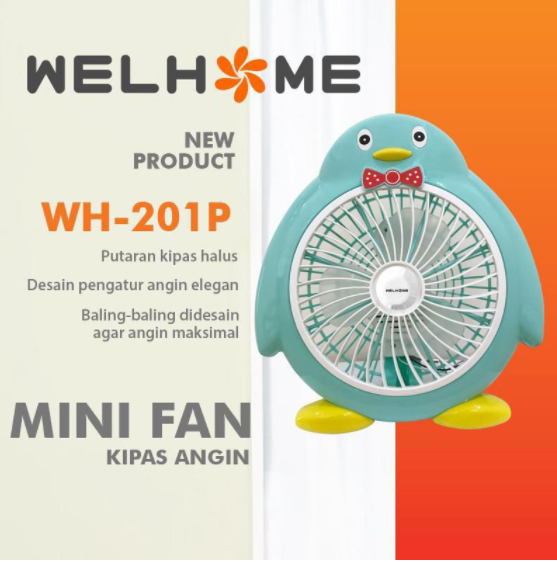 WELHOME
NEW
PRODUCT
WH-201P
Putaran kipas halus
Desain pengatur angin elegan
Baling-baling didesain
agar angin maksimal
WELHOME
MINI FAN
KIPAS ANGIN